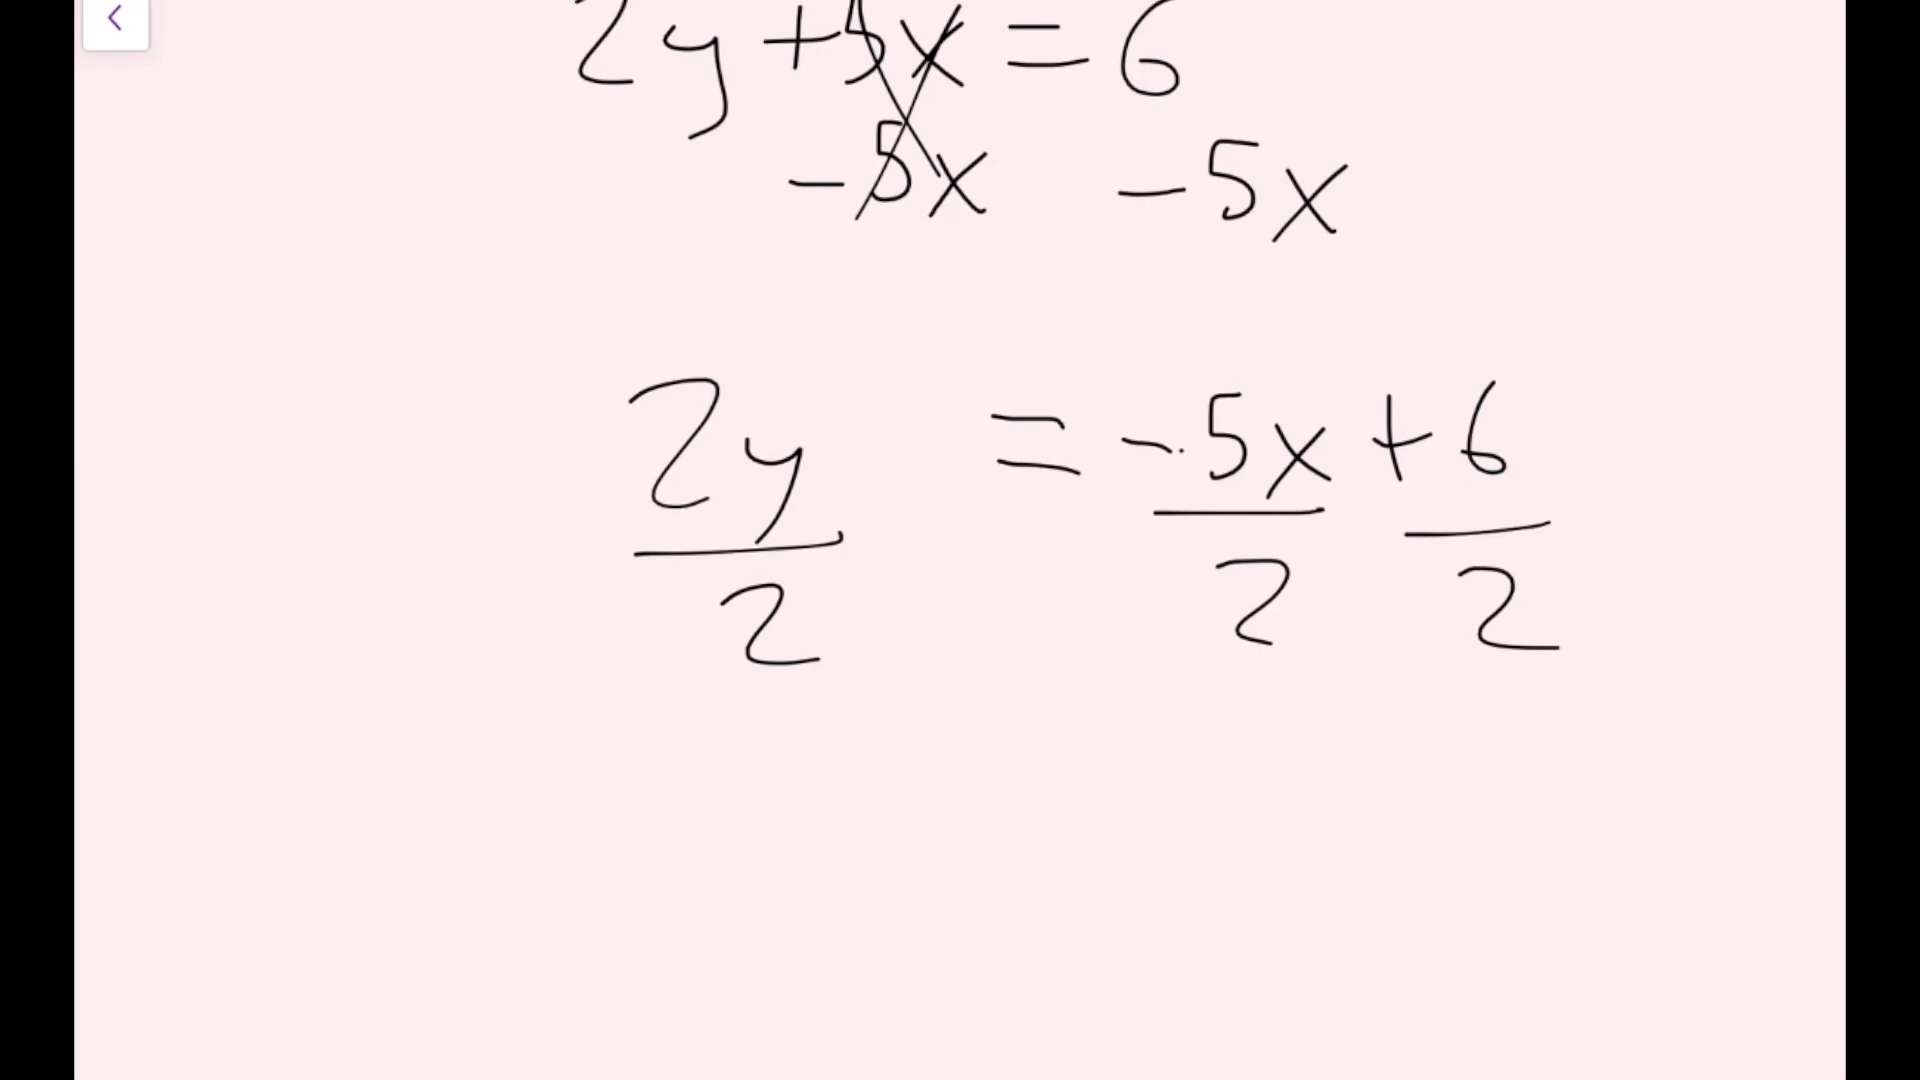 2y + 5x = 6
- 5x - 5x
2y = - 5x + 6
2 2 2